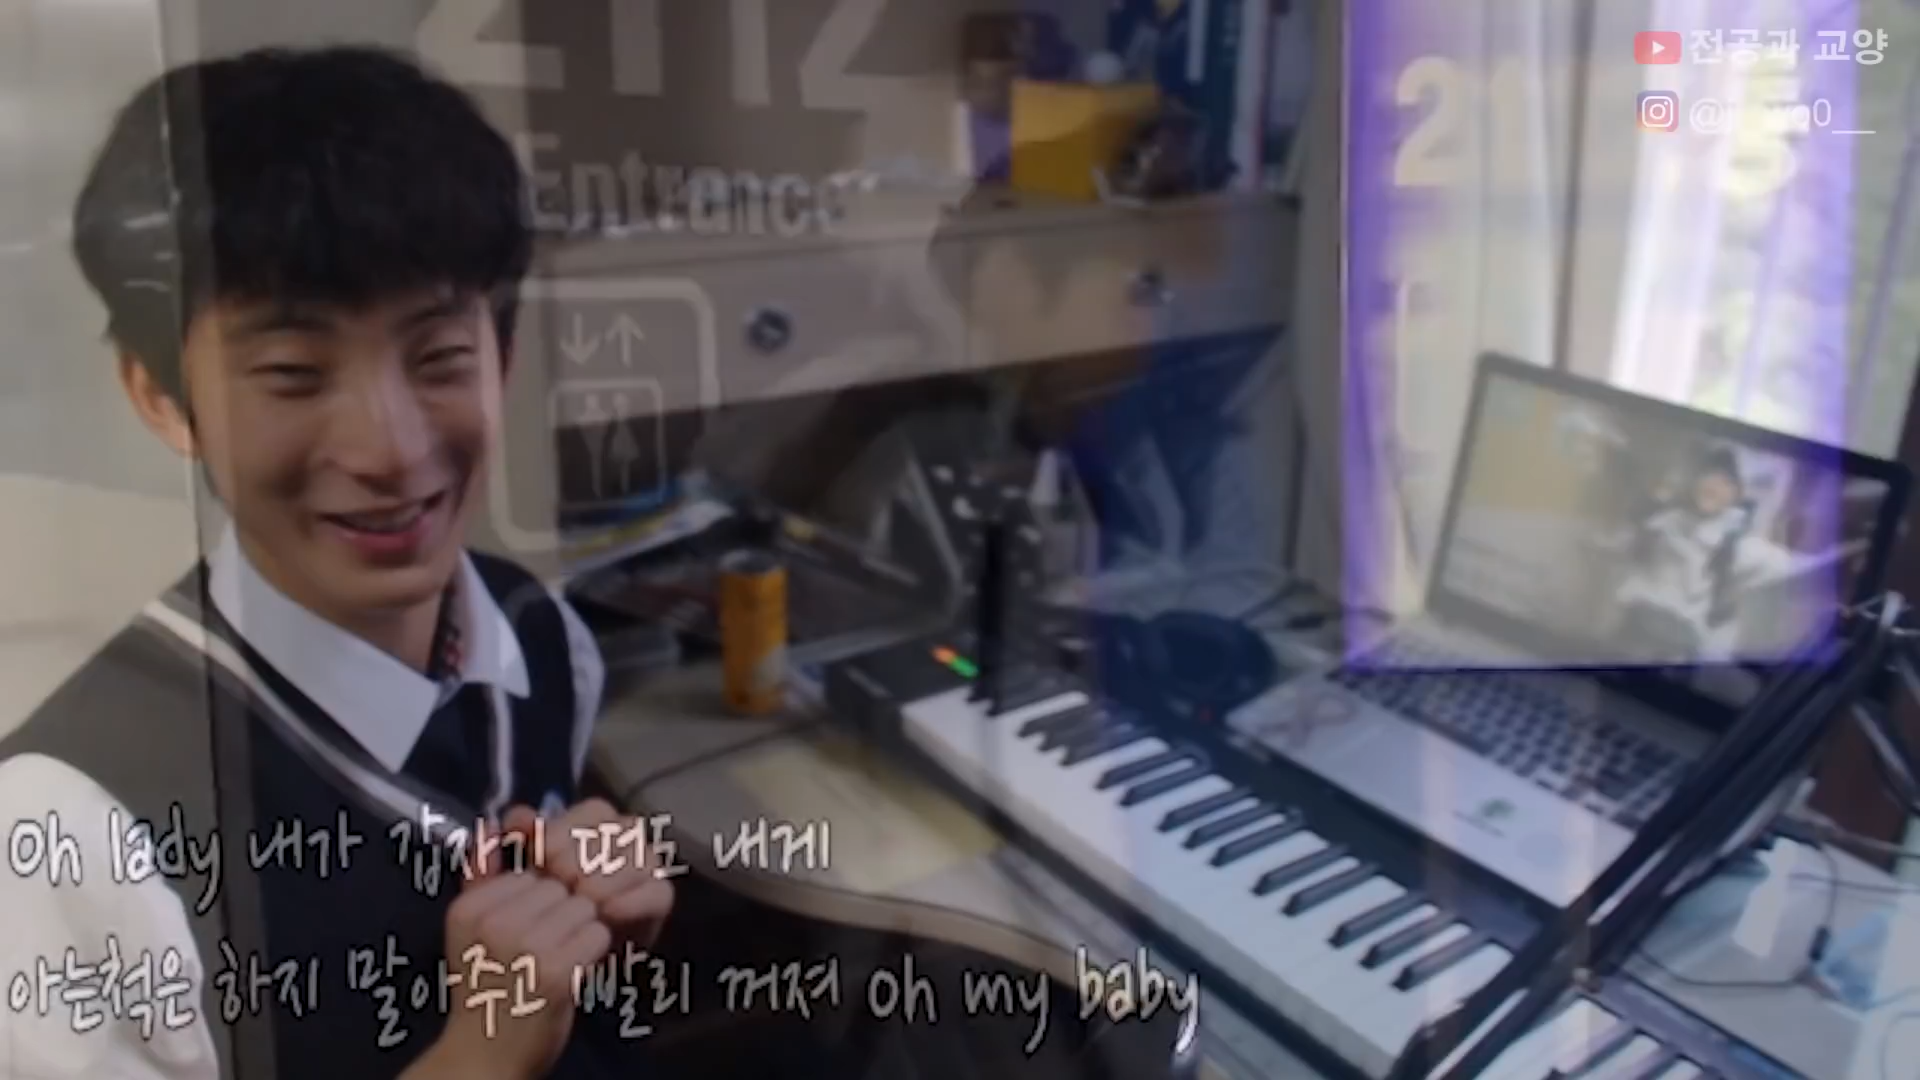 전공과 교양
2112
Entrance
Oh lady 내가 갑자기 떠도 내게
아는척은 하지 말아주고 빨리 꺼져 oh my baby